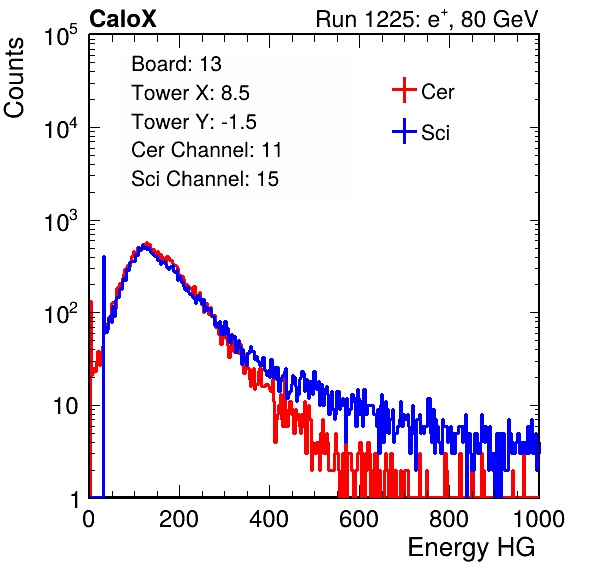 CaloX Run 1225: e⁺, 80 GeV
Counts
Board: 13
Tower X: 8.5
Tower Y: -1.5
Cer Channel: 11
Sci Channel: 15
Cer
Sci
10⁵
10⁴
10³
10²
10
1
0 200 400 600 800 1000
Energy HG